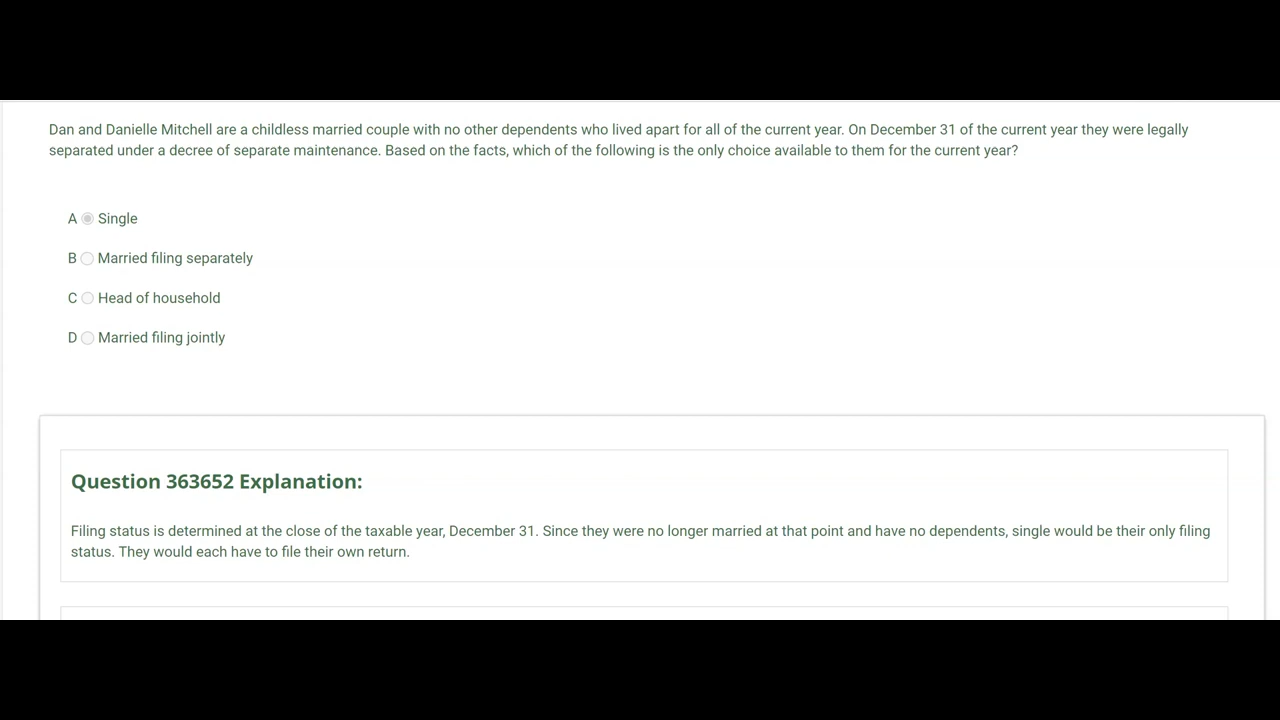 Dan and Danielle Mitchell are a childless married couple with no other dependents who lived apart for all of the current year. On December 31 of the current year they were legally
separated under a decree of separate maintenance. Based on the facts, which of the following is the only choice available to them for the current year?
A Single
B Married filing separately
C Head of household
D Married filing jointly
Question 363652 Explanation:
Filing status is determined at the close of the taxable year, December 31. Since they were no longer married at that point and have no dependents, single would be their only filing
status. They would each have to file their own return.